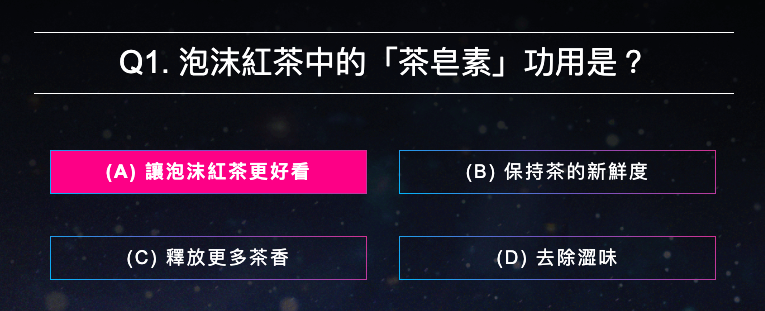 Q1. 泡沫紅茶中的「茶皂素」功用是？
(A) 讓泡沫紅茶更好看
(B) 保持茶的新鮮度
(C) 釋放更多茶香
(D) 去除澀味